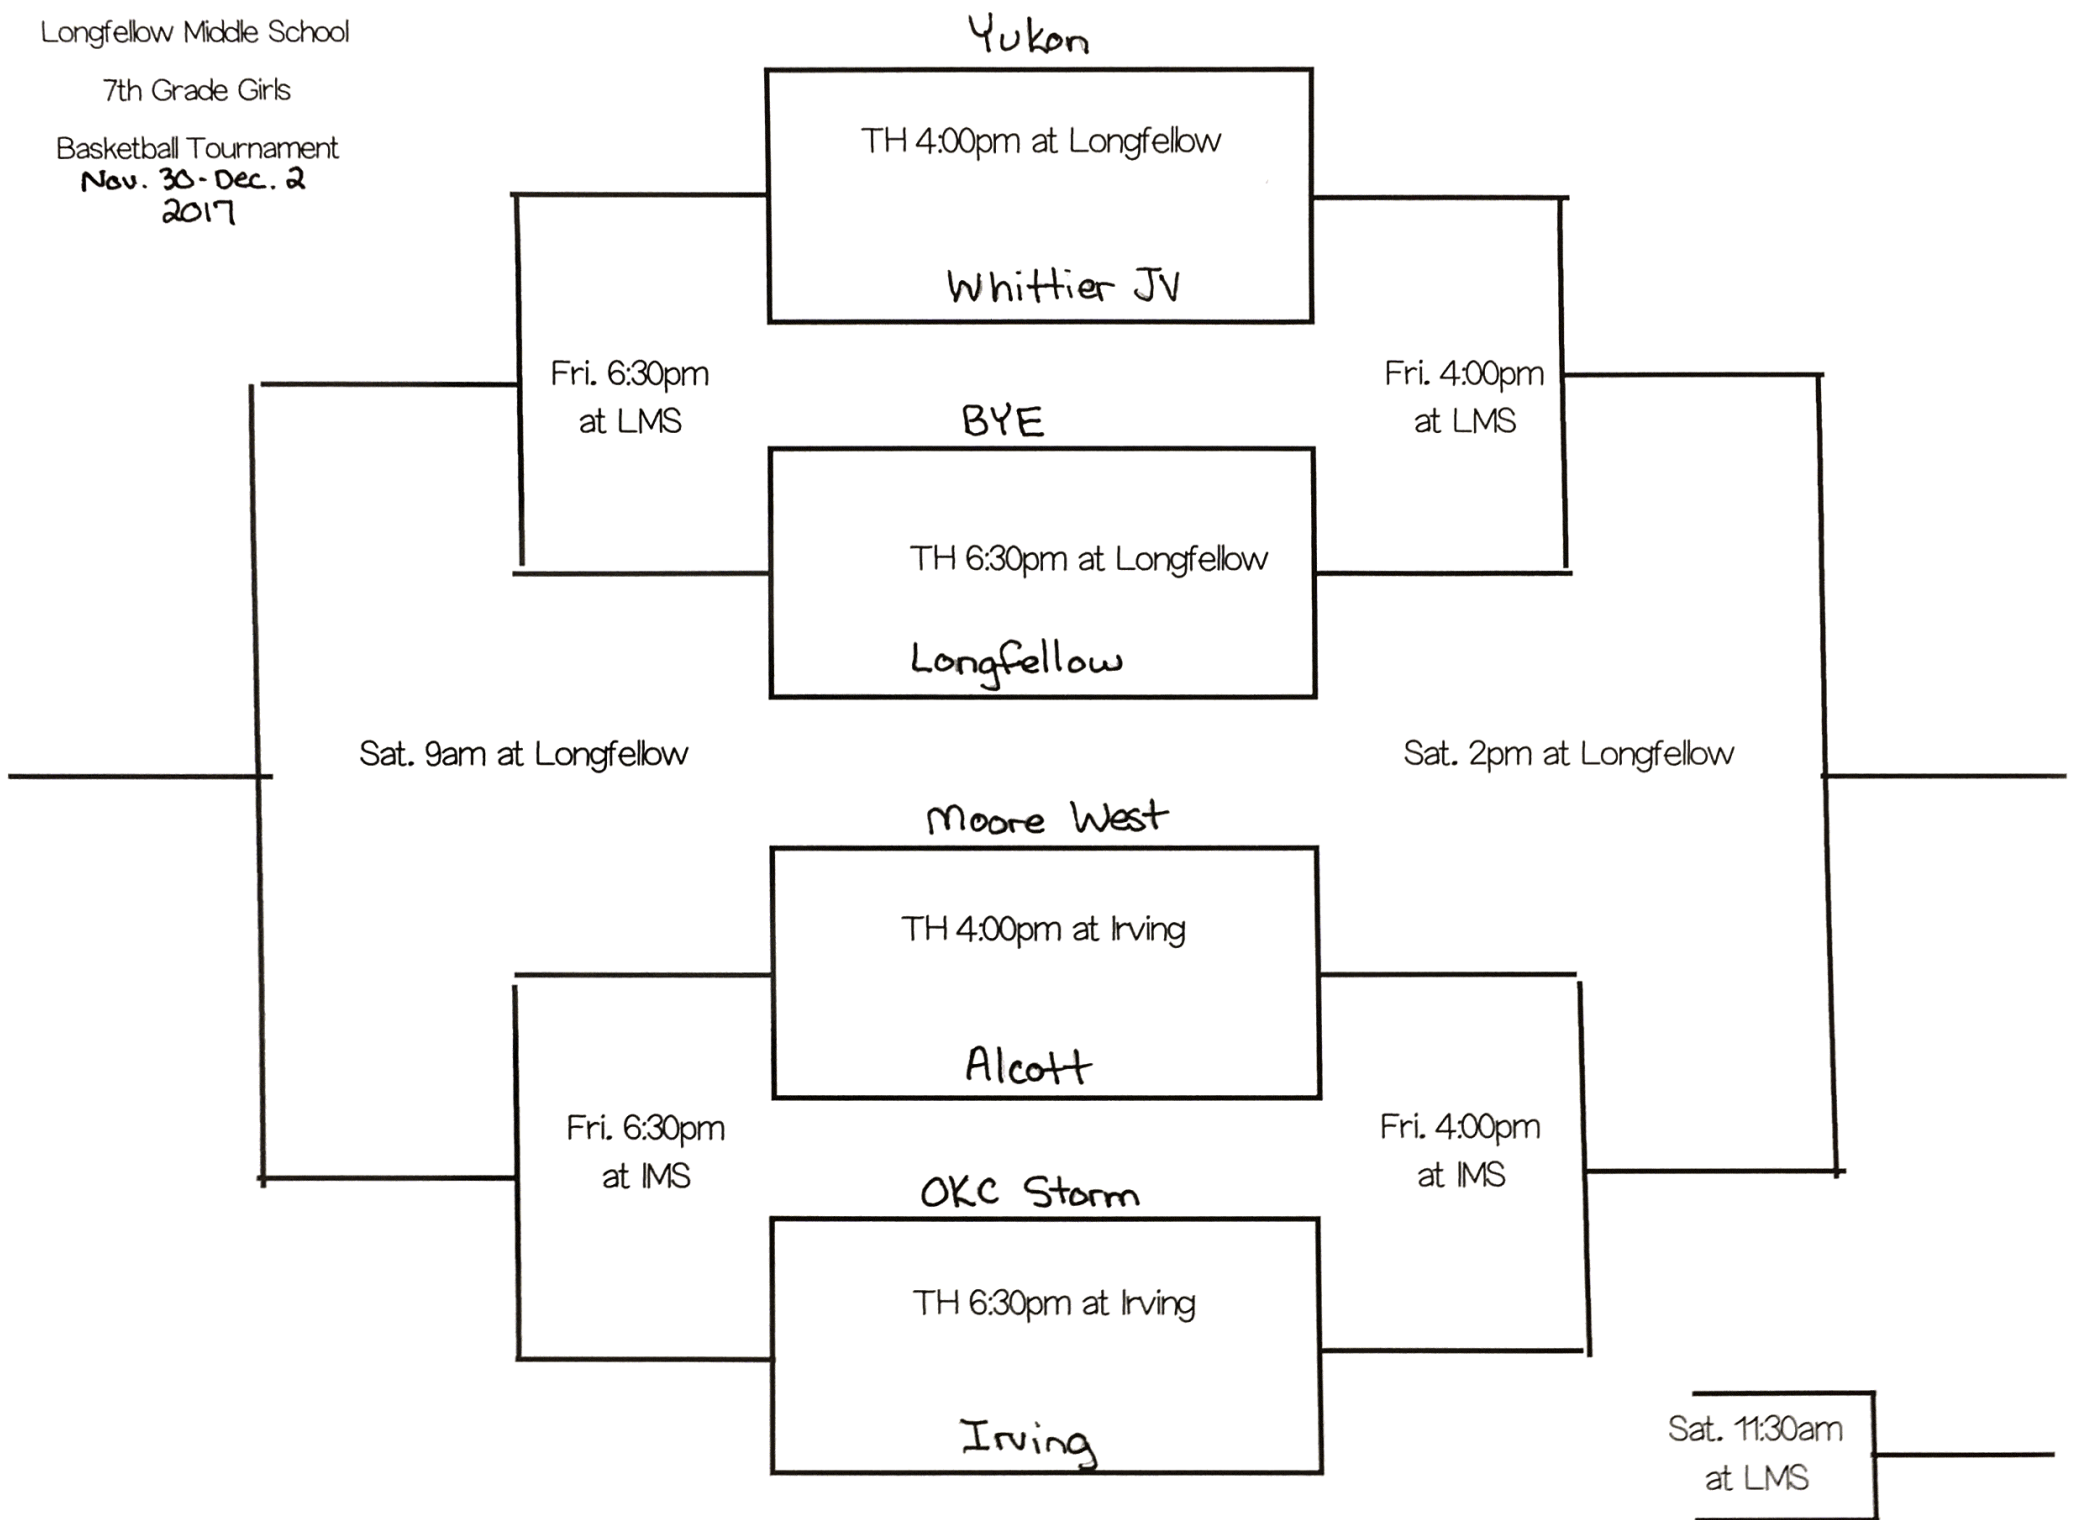 Longfellow Middle School
7th Grade Girls
Basketball Tournament
Nov. 30-Dec. 2
2017
Yukon
TH 4:00pm at Longfellow
Whittier JV
Fri. 6:30pm
at LMS
Fri. 4:00pm
at LMS
BYE
TH 6:30pm at Longfellow
Longfellow
Sat. 9am at Longfellow
Sat. 2pm at Longfellow
Moore West
TH 4:00pm at Irving
Alcott
Fri. 6:30pm
at IMS
Fri. 4:00pm
at IMS
OKC Storm
TH 6:30pm at Irving
Irving
Sat. 11:30am
at LMS